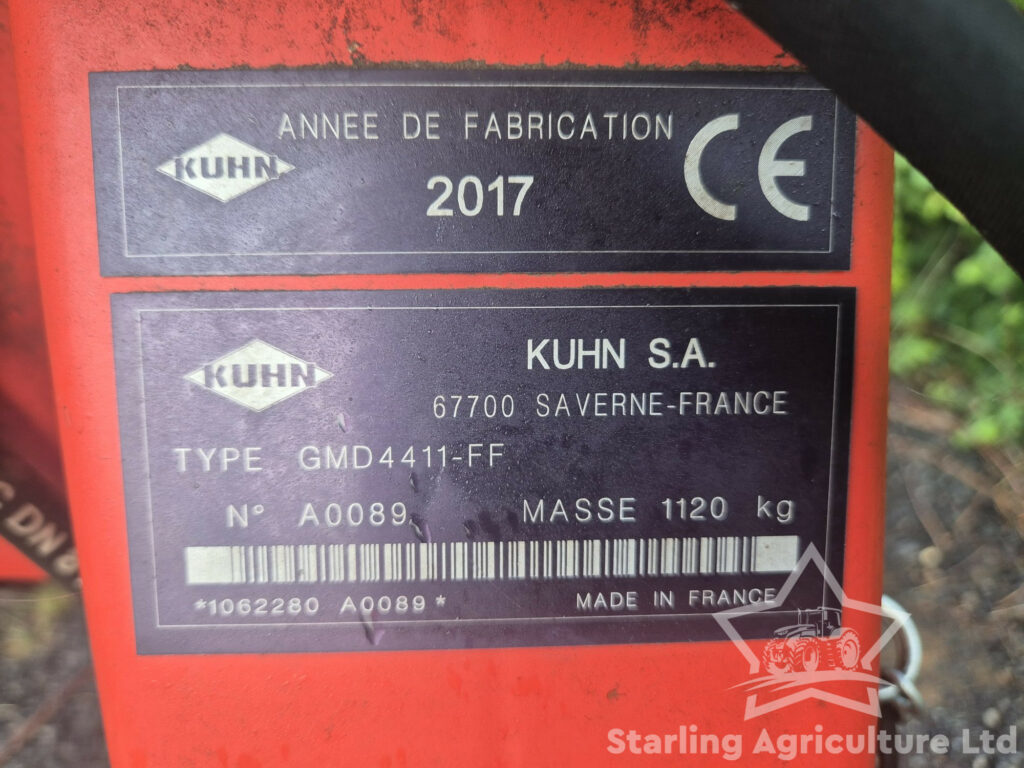 ANNEE DE FABRICATION
KUHN
2017
CE
KUHN
KUHN S.A.
67700 SAVERNE-FRANCE
TYPE GMD4411-FF
N° A0089
MASSE 1120 kg
*1062280 A0089*
MADE IN FRANCE
Starling Agriculture Ltd